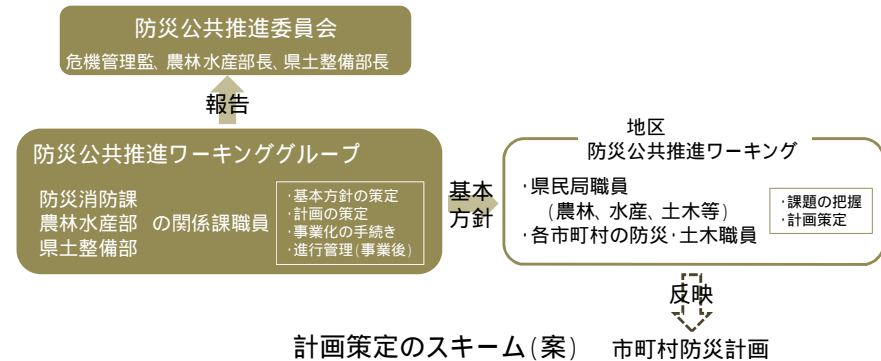 防災公共推進委員会
危機管理監、農林水産部長、県土整備部長
報告
防災公共推進ワーキンググループ
防災消防課
農林水産部 の関係課職員
県土整備部
・基本方針の策定
・計画の策定
・事業化の手続き
・進行管理(事業後)
基本
方針
地区
防災公共推進ワーキング
・県民局職員
(農林、水産、土木等)
・各市町村の防災・土木職員
・課題の把握
・計画策定
反映
計画策定のスキーム(案) 市町村防災計画